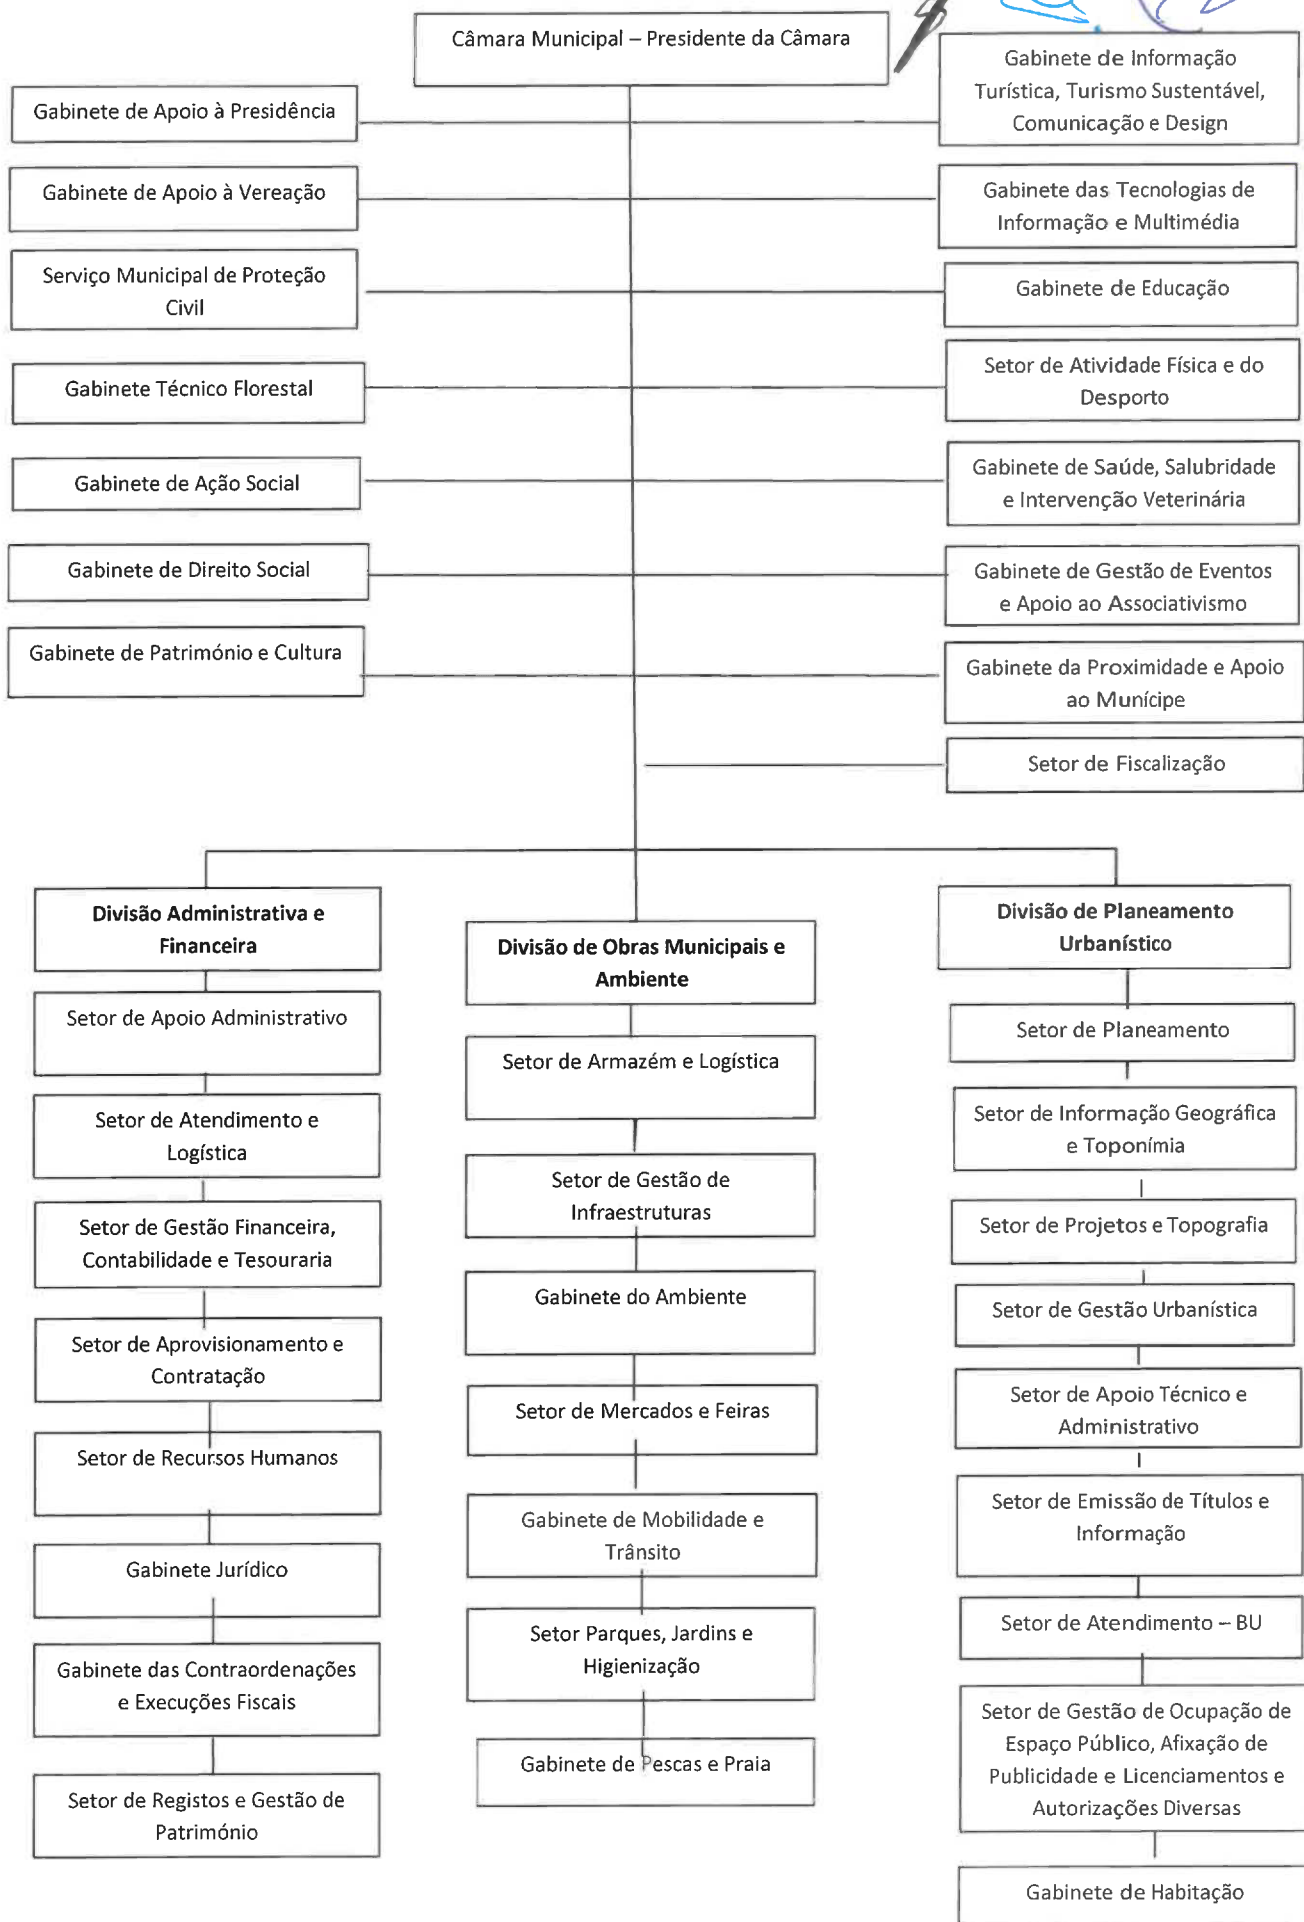 Câmara Municipal – Presidente da Câmara
Gabinete de Apoio à Presidência
Gabinete de Apoio à Vereação
Serviço Municipal de Proteção
Civil
Gabinete Técnico Florestal
Gabinete de Ação Social
Gabinete de Direito Social
Gabinete de Património e Cultura
Gabinete de Informação
Turística, Turismo Sustentável,
Comunicação e Design
Gabinete das Tecnologias de
Informação e Multimédia
Gabinete de Educação
Setor de Atividade Física e do
Desporto
Gabinete de Saúde, Salubridade
e Intervenção Veterinária
Gabinete de Gestão de Eventos
e Apoio ao Associativismo
Gabinete da Proximidade e Apoio
ao Munícipe
Setor de Fiscalização
Divisão Administrativa e
Financeira
Setor de Apoio Administrativo
Setor de Atendimento e
Logística
Setor de Gestão Financeira,
Contabilidade e Tesouraria
Setor de Aprovisionamento e
Contratação
Setor de Recursos Humanos
Gabinete Jurídico
Gabinete das Contraordenações
e Execuções Fiscais
Setor de Registos e Gestão de
Património
Divisão de Obras Municipais e
Ambiente
Setor de Armazém e Logística
Setor de Gestão de
Infraestruturas
Gabinete do Ambiente
Setor de Mercados e Feiras
Gabinete de Mobilidade e
Trânsito
Setor Parques, Jardins e
Higienização
Gabinete de Pescas e Praia
Divisão de Planeamento
Urbanístico
Setor de Planeamento
Setor de Informação Geográfica
e Toponímia
Setor de Projetos e Topografia
Setor de Gestão Urbanística
Setor de Apoio Técnico e
Administrativo
Setor de Emissão de Títulos e
Informação
Setor de Atendimento – BU
Setor de Gestão de Ocupação de
Espaço Público, Afixação de
Publicidade e Licenciamentos e
Autorizações Diversas
Gabinete de Habitação